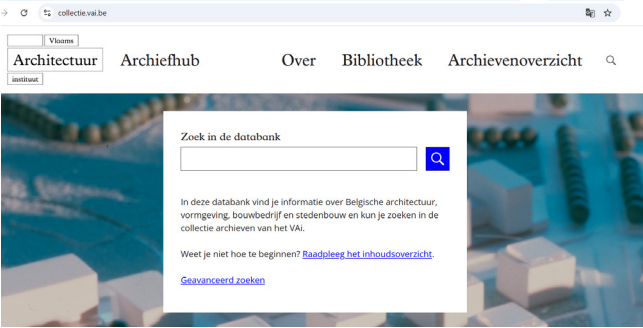 collectie.vai.be
Vlaams
Architectuur
instituut
Archiefhub
Over
Bibliotheek
Archievenoverzicht
Zoek in de databank
In deze databank vind je informatie over Belgische architectuur,
vormgeving, bouwbedrijf en stedenbouw en kun je zoeken in de
collectie archieven van het VAi.
Weet je niet hoe te beginnen? Raadpleeg het inhoudsoverzicht.
Geavanceerd zoeken